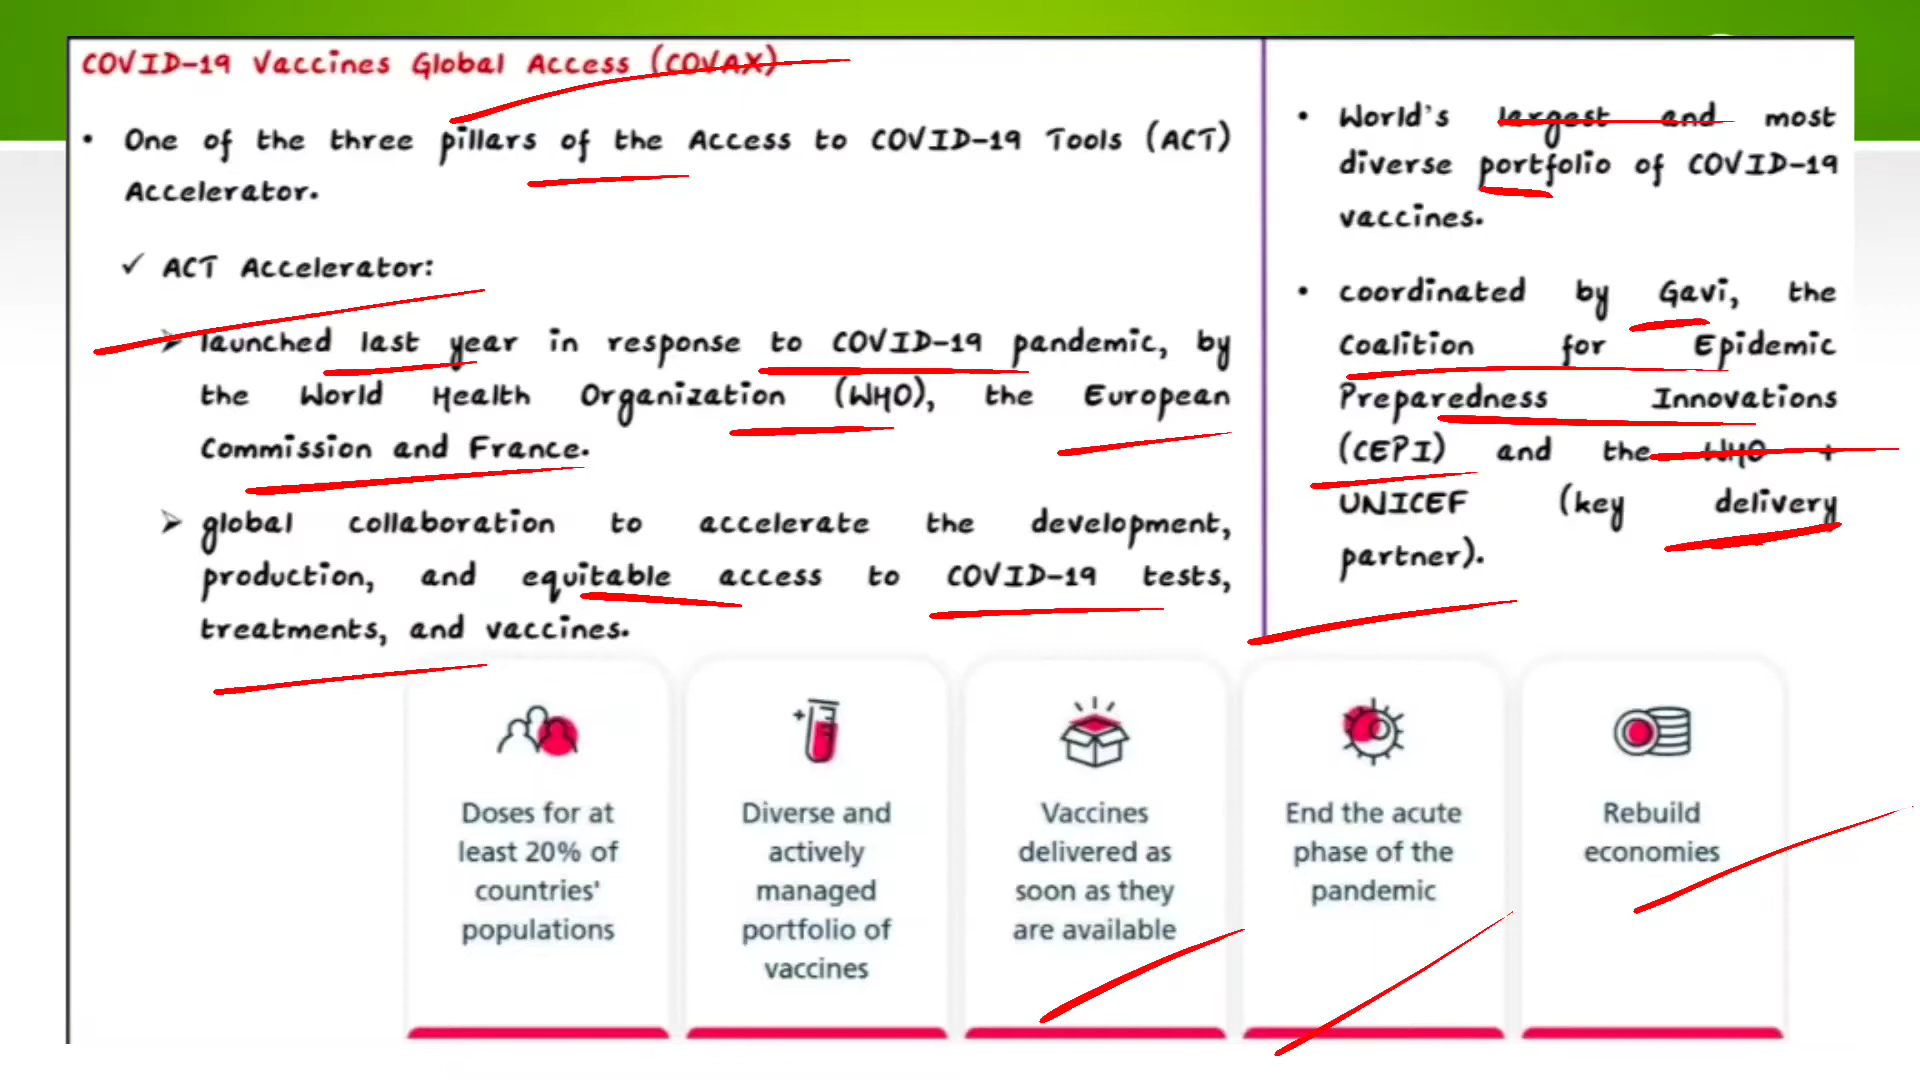 COVID-19 Vaccines Global Access (COVAX)
• One of the three pillars of the Access to COVID-19 Tools (ACT)
Accelerator.
✓ ACT Accelerator:
➤ launched last year in response to COVID-19 pandemic, by
the World Health Organization (WHO), the European
Commission and France.
➤ global collaboration to accelerate the development,
production, and equitable access to COVID-19 tests,
treatments, and vaccines.
• World's largest and most
diverse portfolio of COVID-19
vaccines.
• coordinated by Gavi, the
Coalition for Epidemic
Preparedness Innovations
(CEPI) and the WHO +
UNICEF (key delivery
partner).
Doses for at
least 20% of
countries'
populations
Diverse and
actively
managed
portfolio of
vaccines
Vaccines
delivered as
soon as they
are available
End the acute
phase of the
pandemic
Rebuild
economies